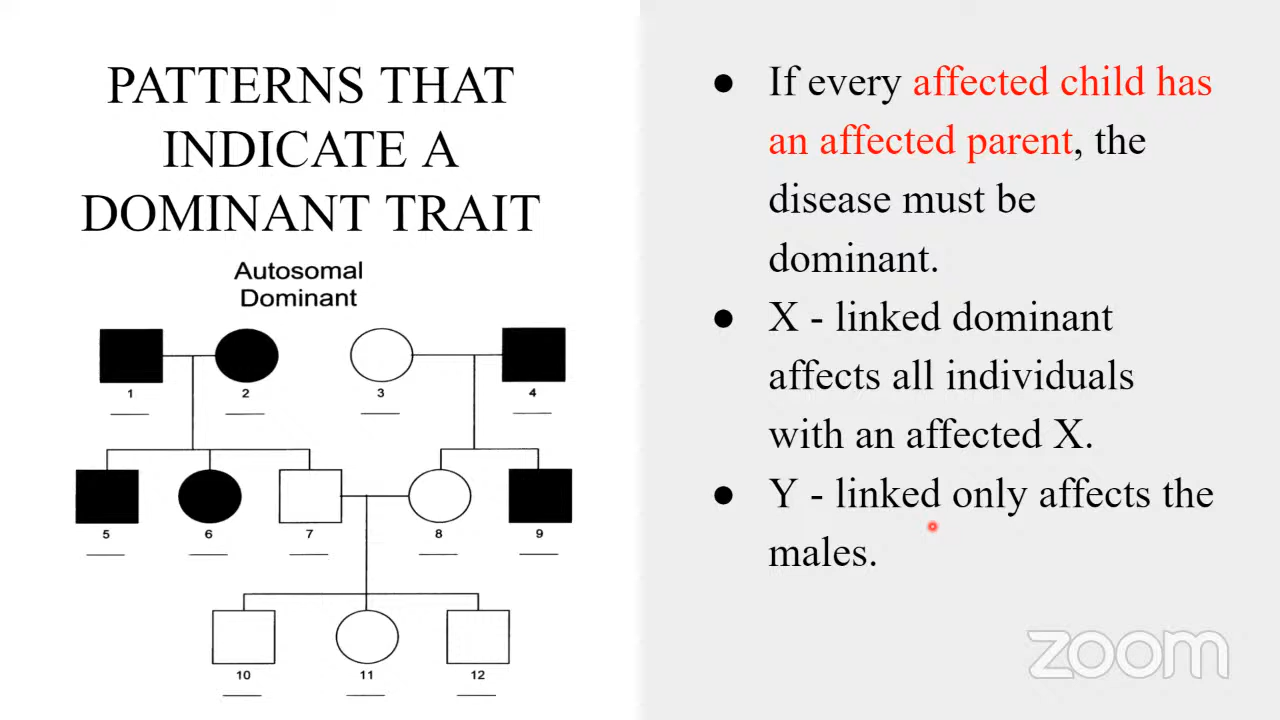 PATTERNS THAT
INDICATE A
DOMINANT TRAIT
Autosomal
Dominant
1 2 3 4
5 6 7 8 9
10 11 12
● If every affected child has
an affected parent, the
disease must be
dominant.
● X - linked dominant
affects all individuals
with an affected X.
● Y - linked only affects the
males.
zoom